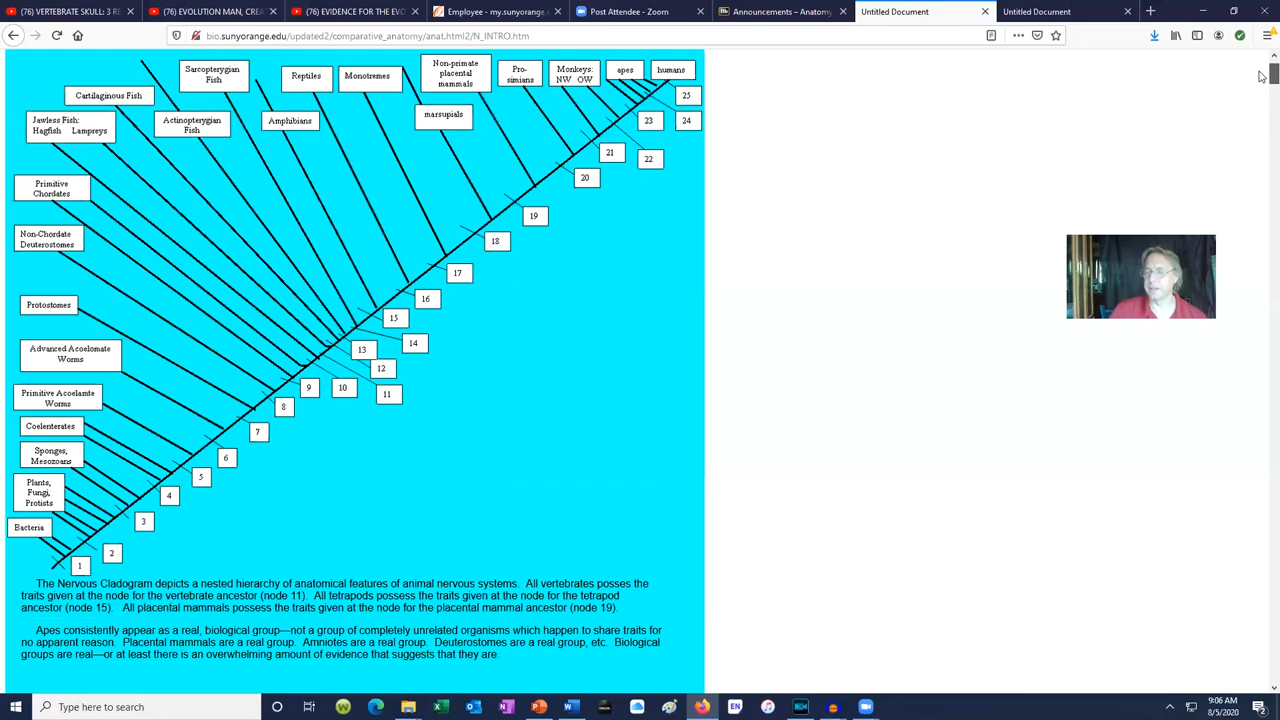 (76) VERTEBRATE SKULL: 3 RE
(76) EVOLUTION MAN, CREA
(76) EVIDENCE FOR THE EVO
Employee - my.sunyorange.e
Post Attendee - Zoom
Announcements – Anatomy
Untitled Document
Untitled Document
bio.sunyorange.edu/updated2/comparative_anatomy/anat.html2/N_INTRO.htm
Sarcopterygian
Fish
Reptiles
Monotremes
Non-primate
placental
mammals
Pro-
simians
Monkeys:
NW OW
apes
humans
Cartilaginous Fish
25
Jawless Fish:
Hagfish Lampreys
Actinopterygian
Fish
Amphibians
marsupials
23
24
21
22
Primitive
Chordates
20
19
Non-Chordate
Deuterostomes
18
17
Protostomes
16
15
14
Advanced Acoelomate
Worms
13
12
9
10
11
Primitive Acoelamte
Worms
8
Coelenterates
7
Sponges,
Mesozoans
6
5
Plants,
Fungi,
Protists
4
3
Bacteria
2
1
The Nervous Cladogram depicts a nested hierarchy of anatomical features of animal nervous systems. All vertebrates posses the
traits given at the node for the vertebrate ancestor (node 11). All tetrapods possess the traits given at the node for the tetrapod
ancestor (node 15). All placental mammals possess the traits given at the node for the placental mammal ancestor (node 19).
Apes consistently appear as a real, biological group—not a group of completely unrelated organisms which happen to share traits for
no apparent reason. Placental mammals are a real group. Amniotes are a real group. Deuterostomes are a real group, etc. Biological
groups are real—or at least there is an overwhelming amount of evidence that suggests that they are.
Type here to search
EN
9:06 AM
8/5/2020